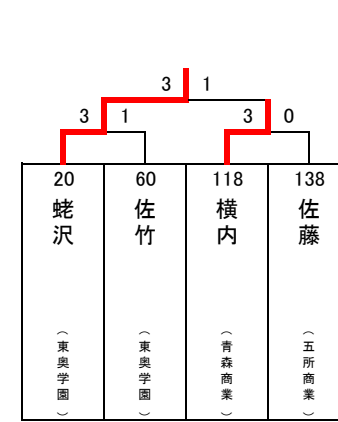 3 1
3 1 3 0
20 60 118 138
蛯沢
(東奥学園)
佐竹
(東奥学園)
横内
(青森商業)
佐藤
(五所商業)